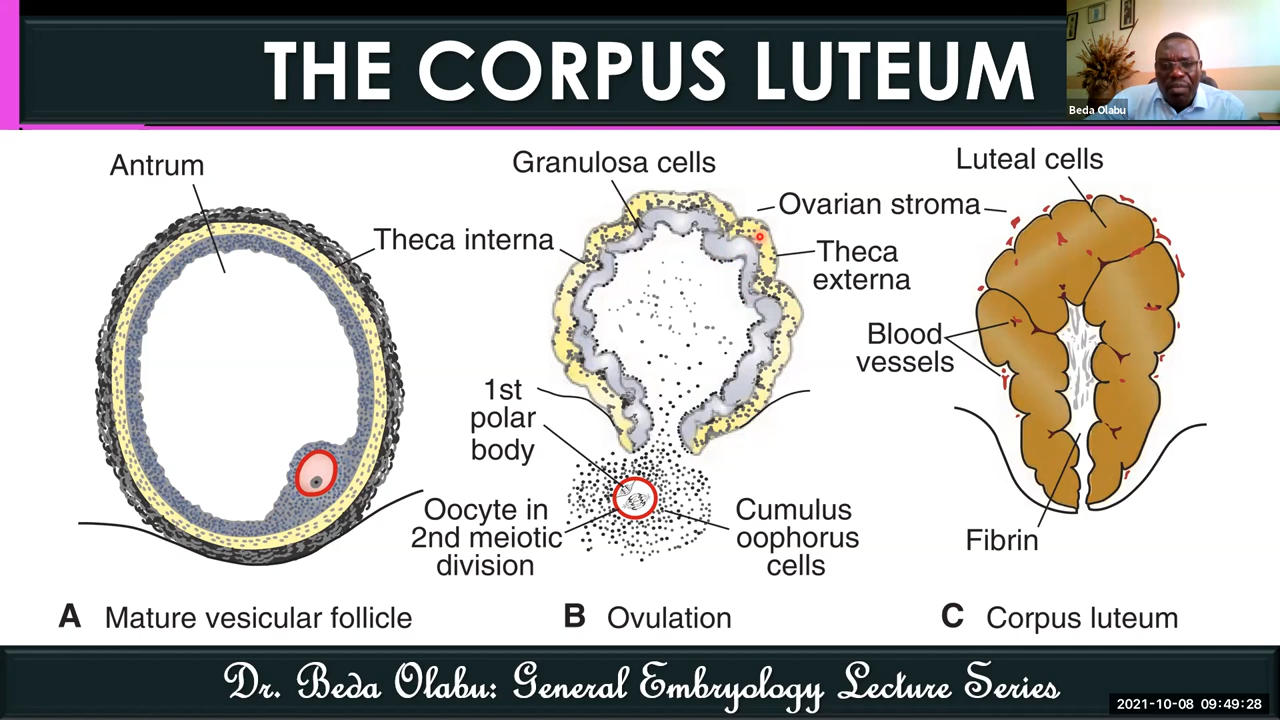 THE CORPUS LUTEUM
Beda Olabu
Antrum
Granulosa cells
Luteal cells
Ovarian stroma
Theca interna
Theca
externa
Blood
vessels
1st
polar
body
Oocyte in
2nd meiotic
division
Cumulus
oophorus
cells
Fibrin
A Mature vesicular follicle
B Ovulation
C Corpus luteum
Dr. Beda Olabu: General Embryology Lecture Series
2021-10-08 09:49:28